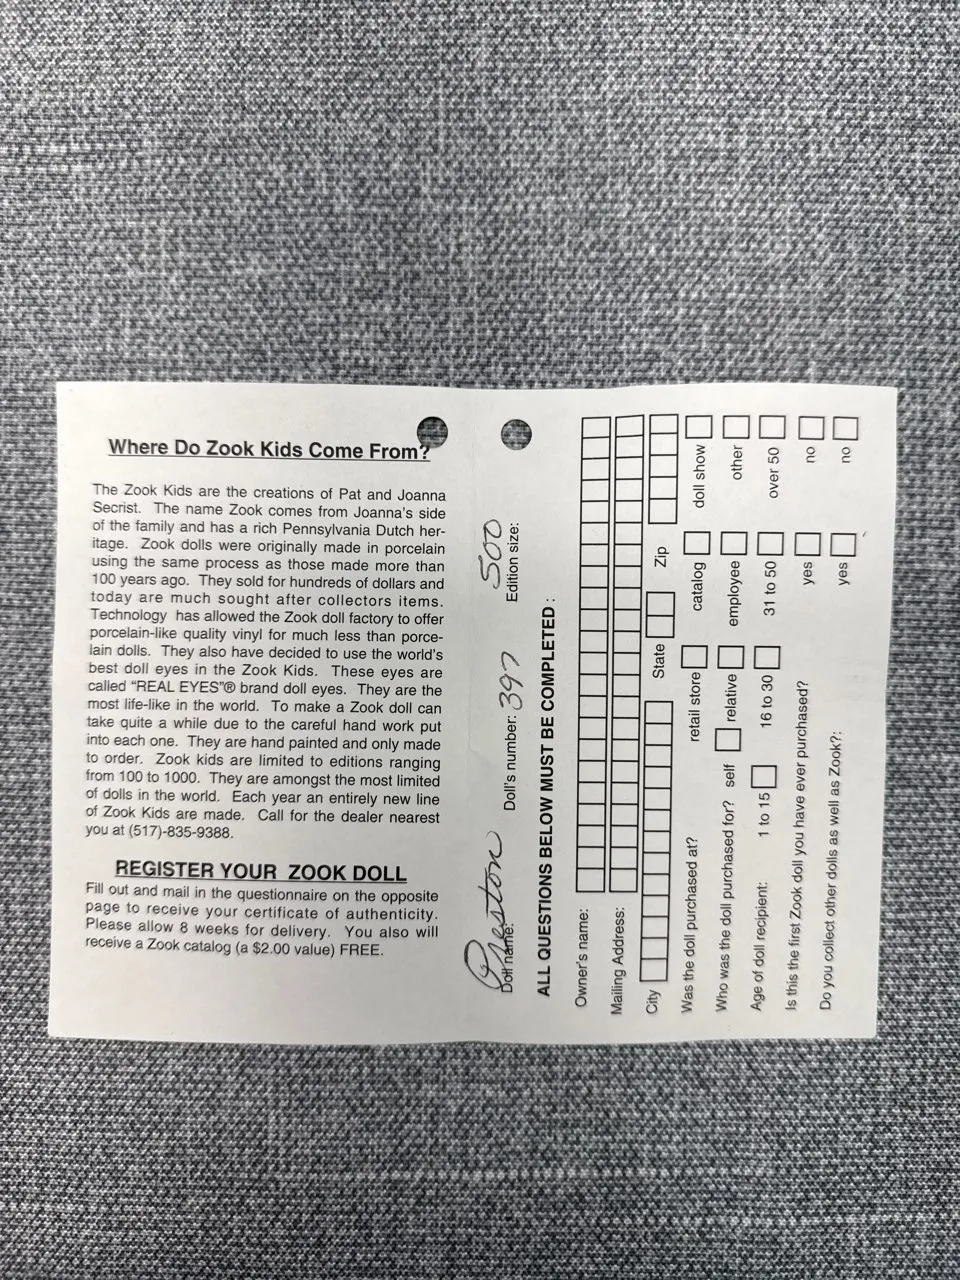 Where Do Zook Kids Come From?
The Zook Kids are the creations of Pat and Joanna
Secrist. The name Zook comes from Joanna's side
of the family and has a rich Pennsylvania Dutch her-
itage. Zook dolls were originally made in porcelain
using the same process as those made more than
100 years ago. They sold for hundreds of dollars and
today are much sought after collectors items.
Technology has allowed the Zook doll factory to offer
porcelain-like quality vinyl for much less than porce-
lain dolls. They also have decided to use the world's
best doll eyes in the Zook Kids. These eyes are
called "REAL EYES"® brand doll eyes. They are the
most life-like in the world. To make a Zook doll can
take quite a while due to the careful hand work put
into each one. They are hand painted and only made
to order. Zook kids are limited to editions ranging
from 100 to 1000. They are amongst the most limited
of dolls in the world. Each year an entirely new line
of Zook Kids are made. Call for the dealer nearest
you at (517)-835-9388.
REGISTER YOUR ZOOK DOLL
Fill out and mail in the questionnaire on the opposite
page to receive your certificate of authenticity.
Please allow 8 weeks for delivery. You also will
receive a Zook catalog (a $2.00 value) FREE.
Preston 397 500
Doll name: Doll's number: Edition size:
ALL QUESTIONS BELOW MUST BE COMPLETED :
Owner's name:
Mailing Address:
City State Zip
Was the doll purchased at? retail store catalog doll show
Who was the doll purchased for? self relative employee other
Age of doll recipient: 1 to 15 16 to 30 31 to 50 over 50
Is this the first Zook doll you have ever purchased? yes no
Do you collect other dolls as well as Zook?: yes no